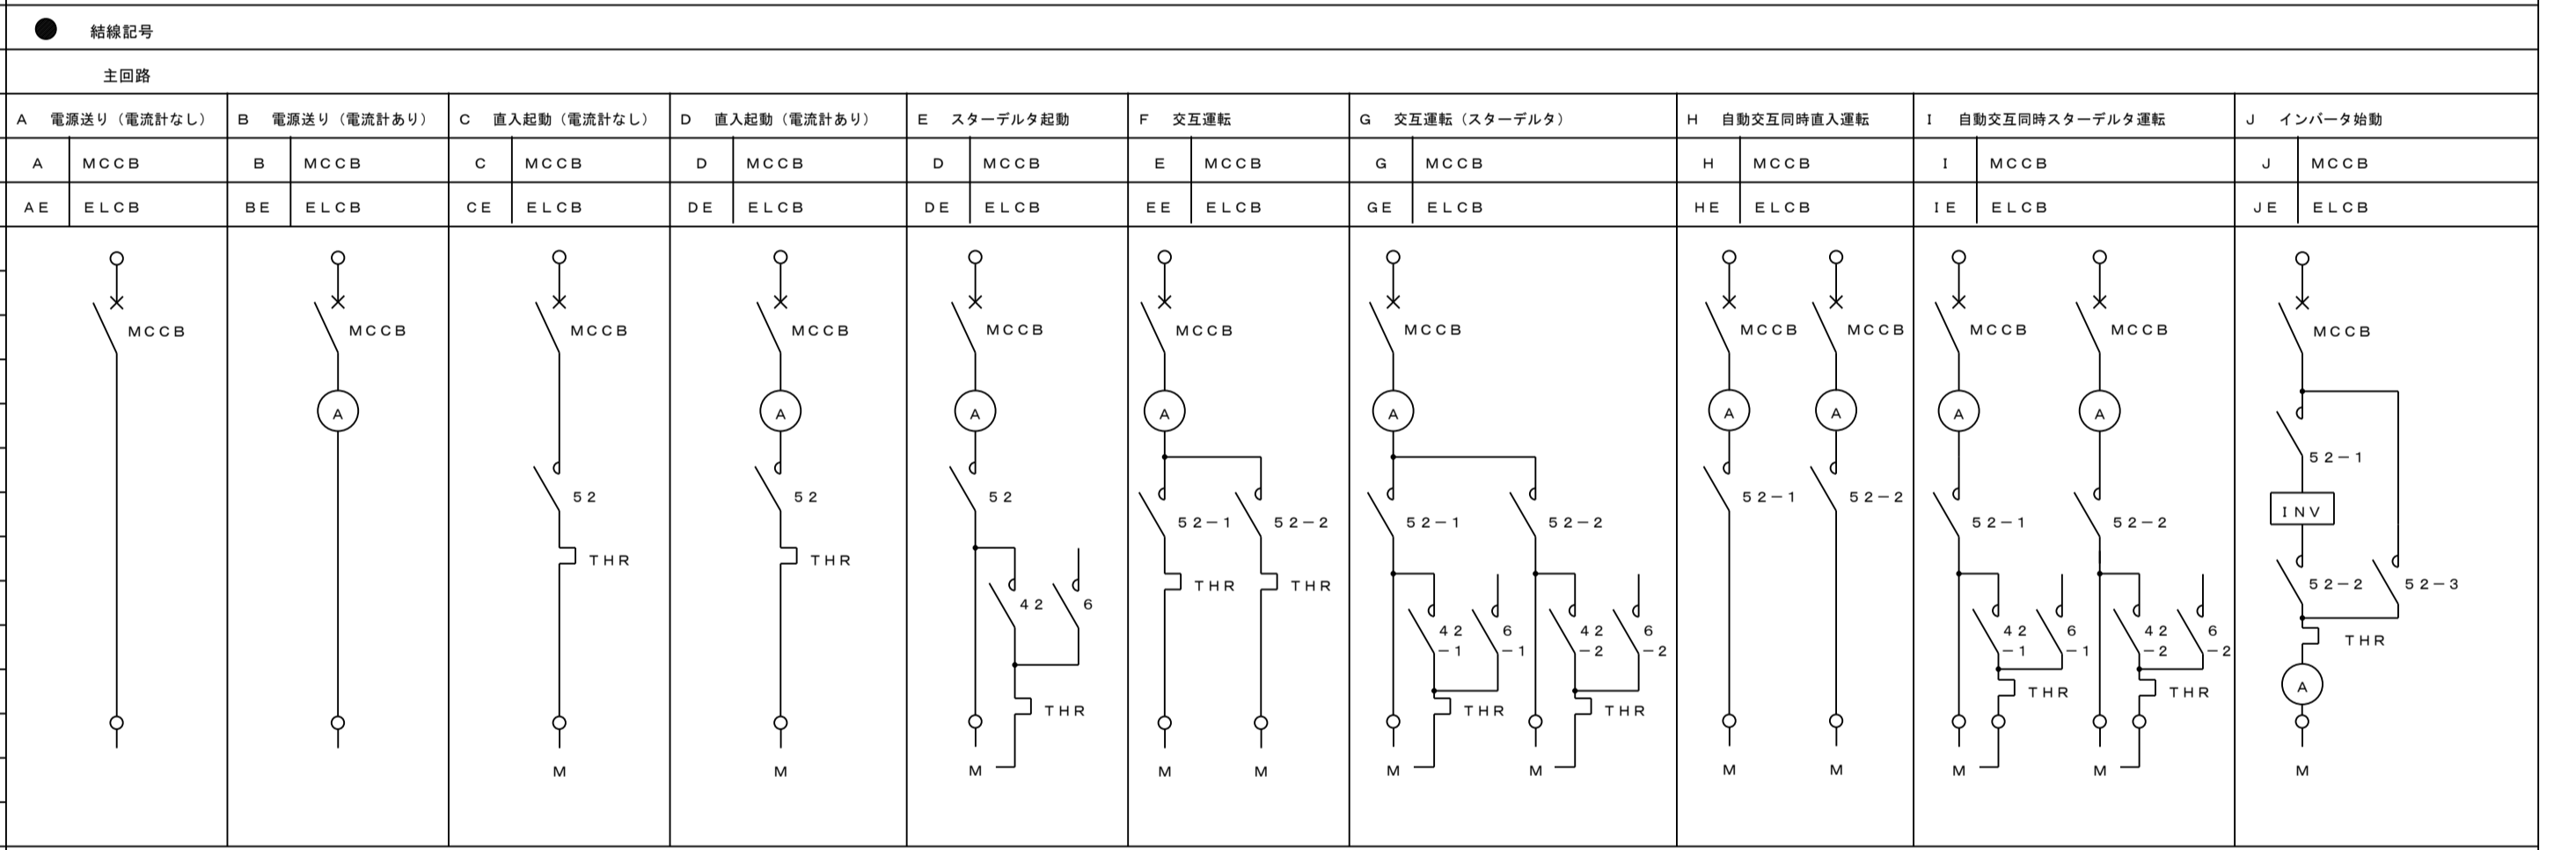 ● 結線記号
主回路
A 電源送り（電流計なし） B 電源送り（電流計あり） C 直入起動（電流計なし） D 直入起動（電流計あり） E スターデルタ起動 F 交互運転 G 交互運転（スターデルタ） H 自動交互同時直入運転 I 自動交互同時スターデルタ運転 J インバータ始動
A MCCB B MCCB C MCCB D MCCB D MCCB E MCCB G MCCB H MCCB I MCCB J MCCB
AE ELCB BE ELCB CE ELCB DE ELCB DE ELCB EE ELCB GE ELCB HE ELCB IE ELCB JE ELCB
MCCB MCCB MCCB MCCB MCCB MCCB MCCB MCCB MCCB MCCB MCCB MCCB
A A A A A A A A A
52-1
52 52 52 52-1 52-2
INV
52-1 52-2 52-1 52-2 52-1 52-2
THR THR
THR THR
52-2 52-3
42 6
42 6 42 6 42 6 42 6
-1 -1 -2 -2 -1 -1 -2 -2
THR
A
THR THR
THR THR THR
M M M M M M M M M M M M